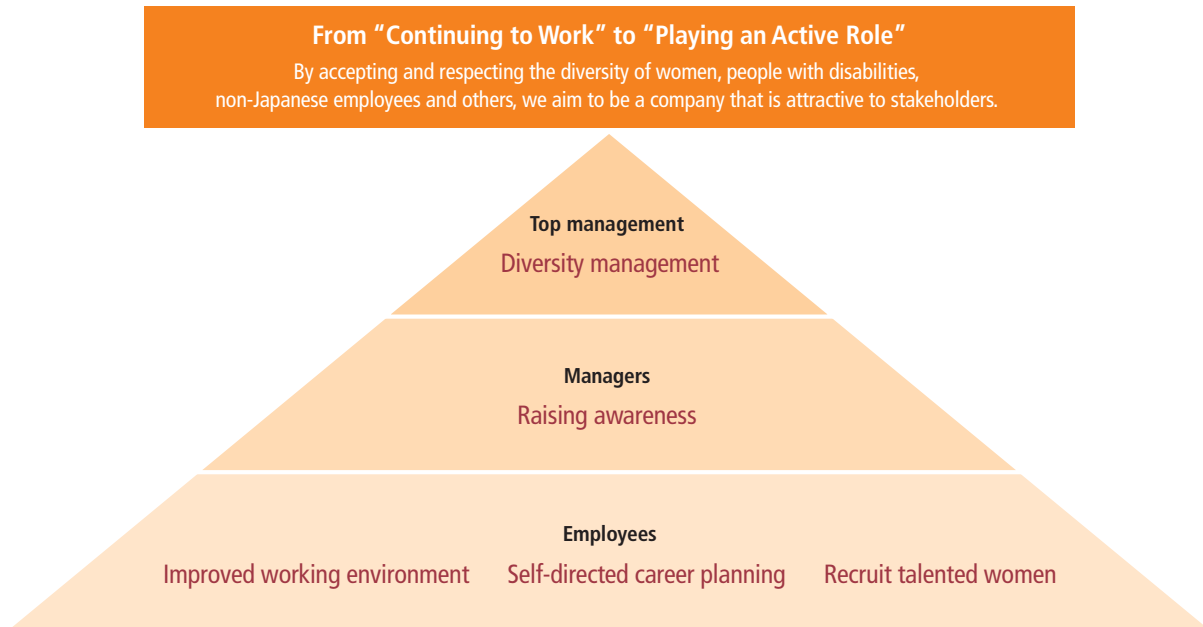 From “Continuing to Work” to “Playing an Active Role”
By accepting and respecting the diversity of women, people with disabilities,
non-Japanese employees and others, we aim to be a company that is attractive to stakeholders.
Top management
Diversity management
Managers
Raising awareness
Employees
Improved working environment Self-directed career planning Recruit talented women